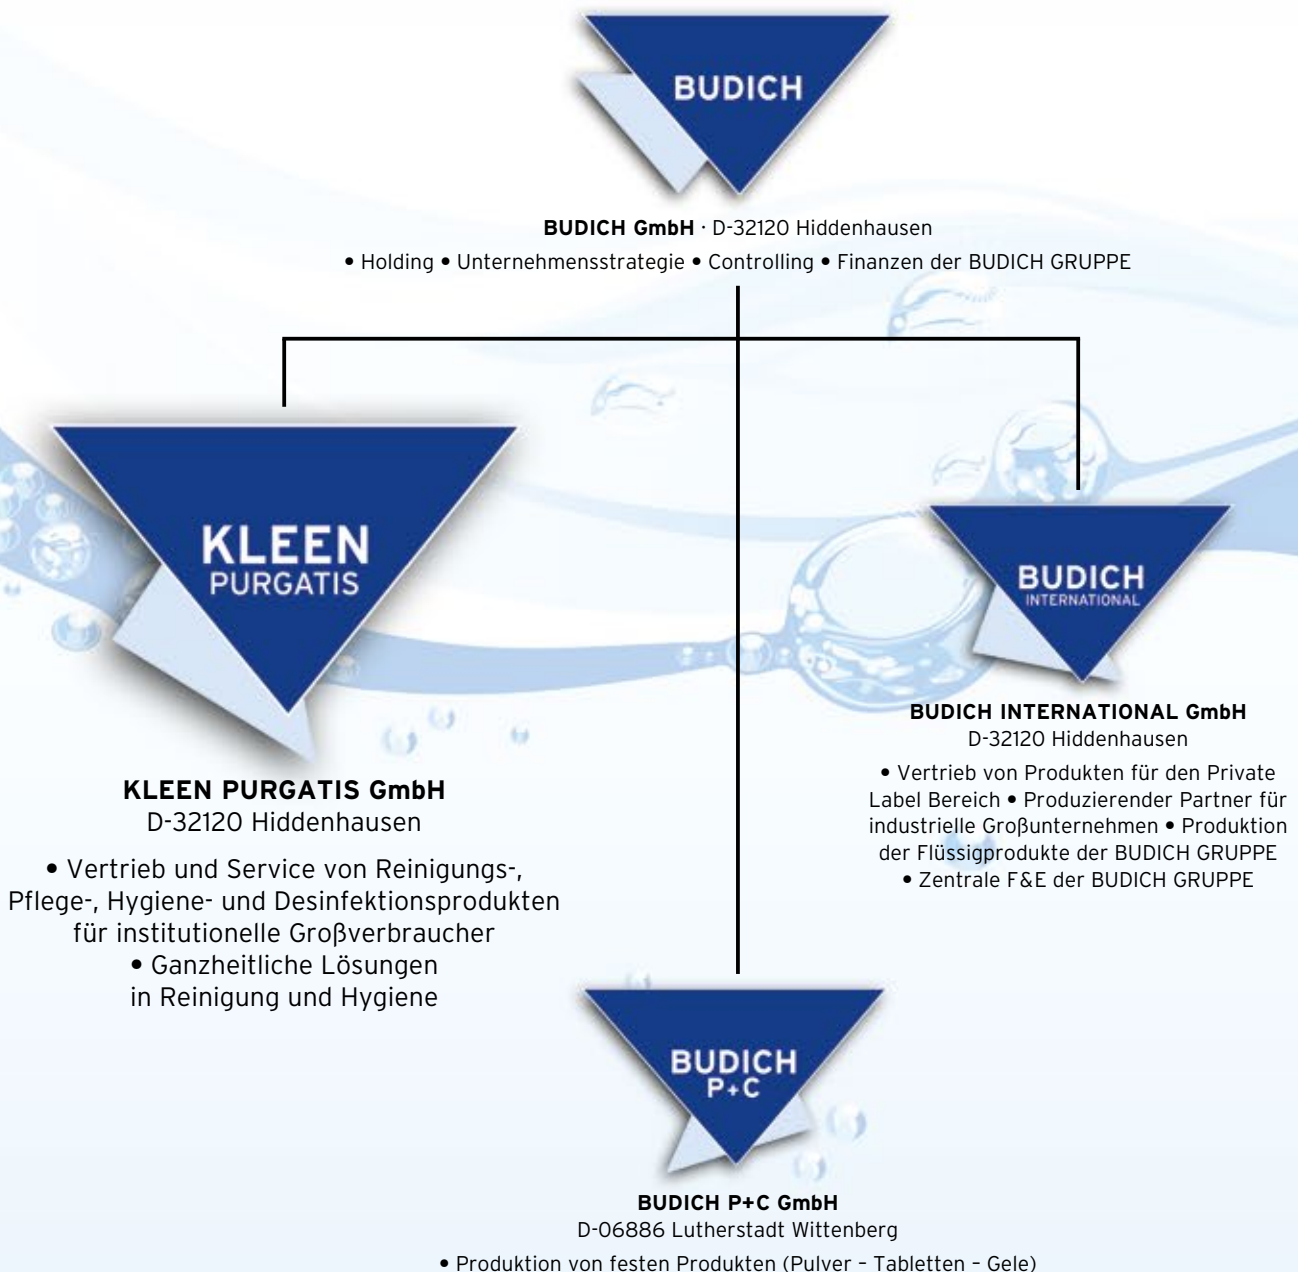 BUDICH
BUDICH GmbH · D-32120 Hiddenhausen
• Holding • Unternehmensstrategie • Controlling • Finanzen der BUDICH GRUPPE
KLEEN
PURGATIS
KLEEN PURGATIS GmbH
D-32120 Hiddenhausen
• Vertrieb und Service von Reinigungs-,
Pflege-, Hygiene- und Desinfektionsprodukten
für institutionelle Großverbraucher
• Ganzheitliche Lösungen
in Reinigung und Hygiene
BUDICH
INTERNATIONAL
BUDICH INTERNATIONAL GmbH
D-32120 Hiddenhausen
• Vertrieb von Produkten für den Private
Label Bereich • Produzierender Partner für
industrielle Großunternehmen • Produktion
der Flüssigprodukte der BUDICH GRUPPE
• Zentrale F&E der BUDICH GRUPPE
BUDICH
P+C
BUDICH P+C GmbH
D-06886 Lutherstadt Wittenberg
• Produktion von festen Produkten (Pulver – Tabletten – Gele)